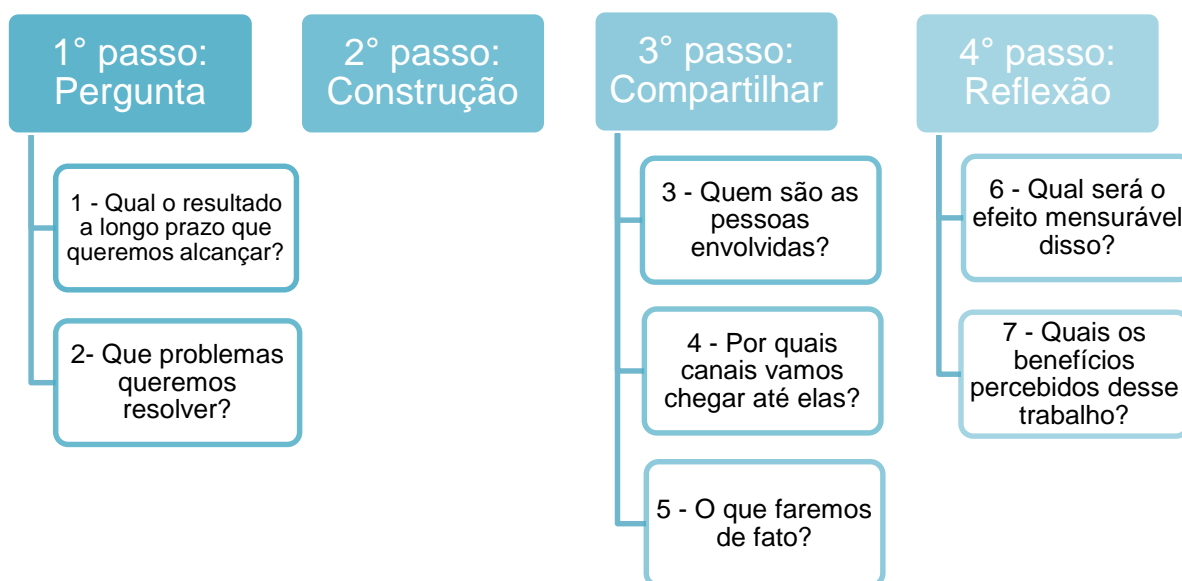 1° passo:
Pergunta
1 - Qual o resultado
a longo prazo que
queremos alcançar?
2- Que problemas
queremos
resolver?
2° passo:
Construção
3° passo:
Compartilhar
3 - Quem são as
pessoas
envolvidas?
4 - Por quais
canais vamos
chegar até elas?
5 - O que faremos
de fato?
4° passo:
Reflexão
6 - Qual será o
efeito mensurável
disso?
7 - Quais os
benefícios
percebidos desse
trabalho?